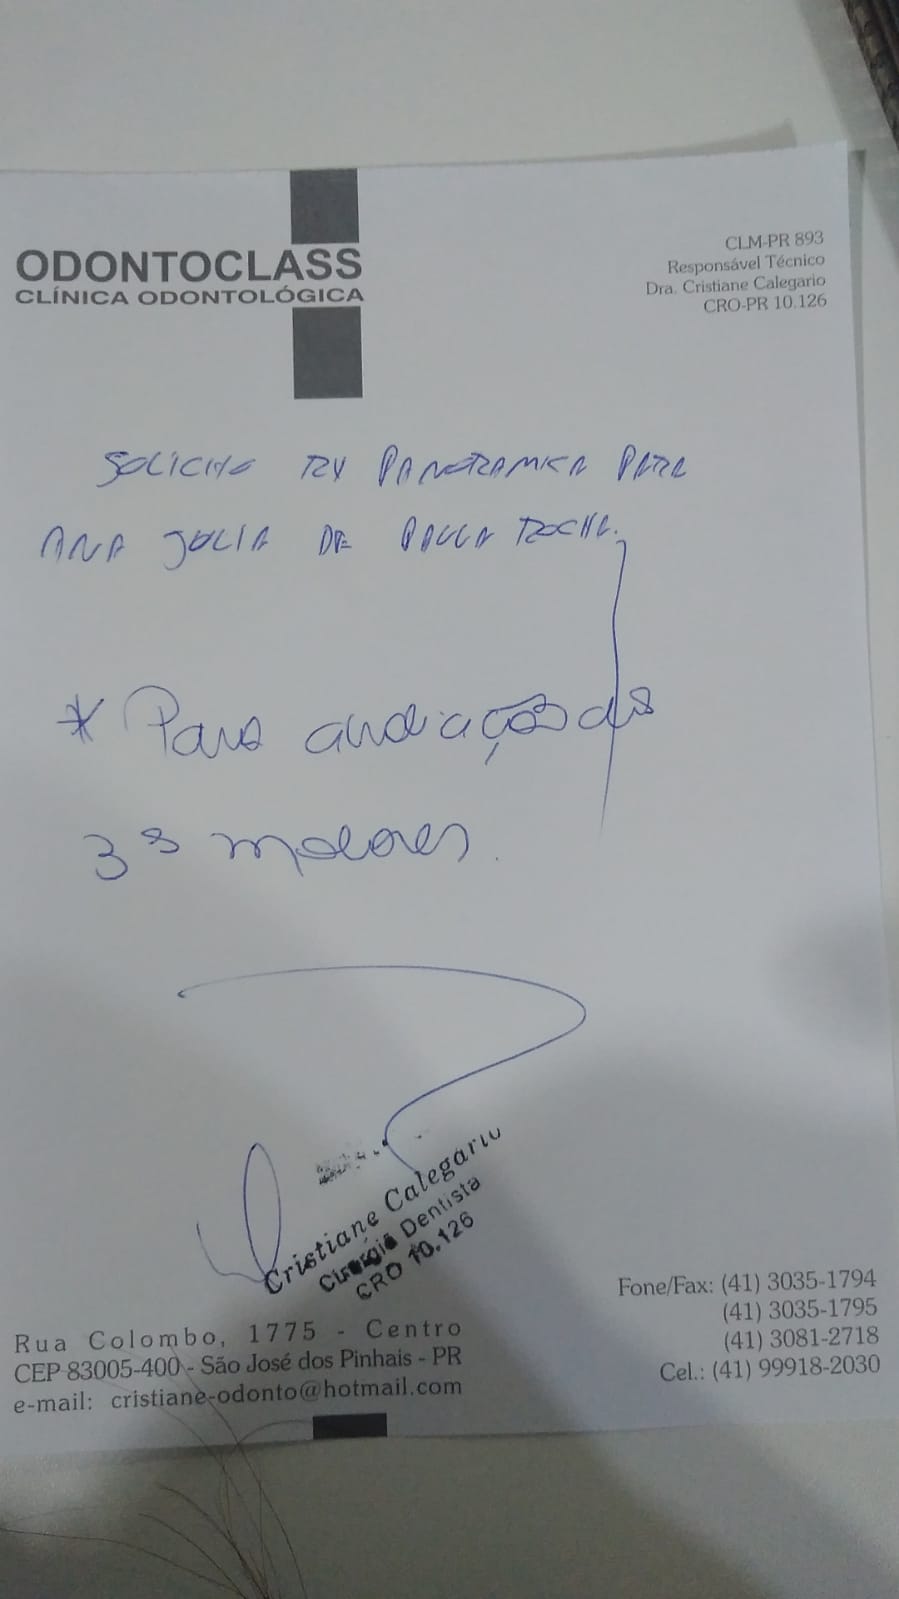 ODONTOCLASS
CLÍNICA ODONTOLÓGICA
CLM-PR 893
Responsável Técnico
Dra. Cristiane Calegario
CRO-PR 10.126
SOLICITO RX PANORAMICA PARA
ANA JULIA DE ROCHA.
* Para avaliação dos
3ºs molares.
Cristiane Calegario
Cirurgiã Dentista
CRO 10.126
Rua Colombo, 1775 - Centro
CEP 83005-400 - São José dos Pinhais - PR
e-mail: cristiane-odonto@hotmail.com
Fone/Fax: (41) 3035-1794
(41) 3035-1795
(41) 3081-2718
Cel.: (41) 99918-2030